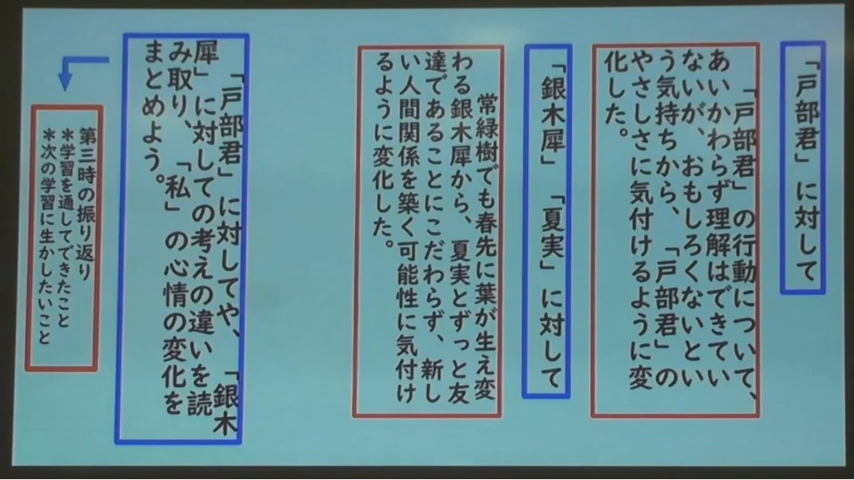 「戸部君」に対して
「戸部君」の行動について、
あいかわらず理解はできてい
ないが、おもしろくないとい
う気持ちから、「戸部君」の
やさしさに気付けるように変
化した。
「銀木犀」「夏実」に対して
常緑樹でも春先に葉が生え変
わる銀木犀から、夏実とずっと友
達であることにこだわらず、新し
い人間関係を築く可能性に気付け
るように変化した。
「戸部君」に対してや、「銀木
犀」に対しての考えの違いを読
み取り、「私」の心情の変化を
まとめよう。
第三時の振り返り
＊学習を通してできたこと
＊次の学習に生かしたいこと